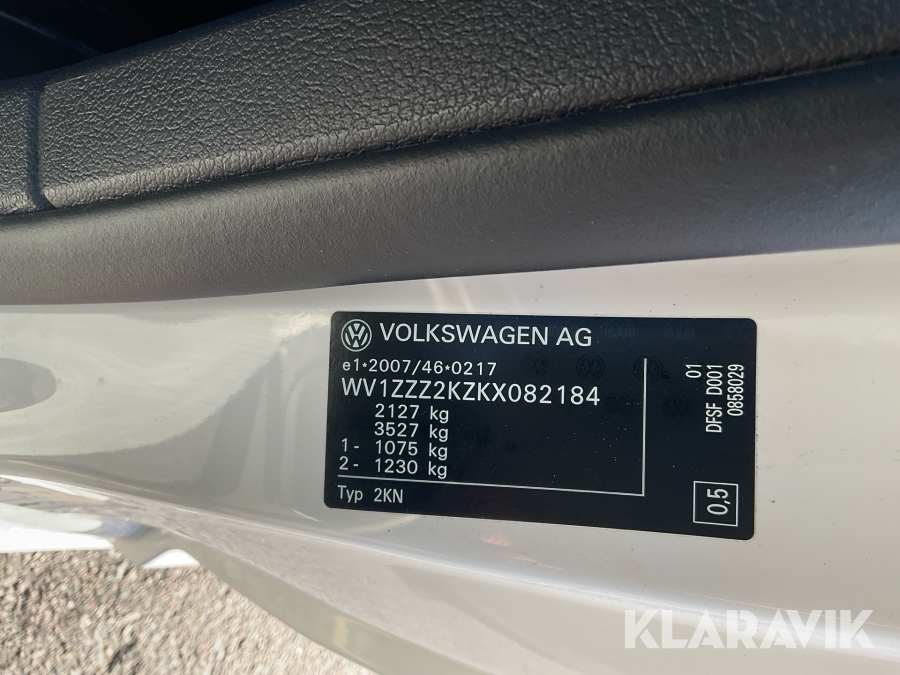 VOLKSWAGEN AG
e1*2007/46*0217
WV1ZZZ2KZKX082184
2127 kg
3527 kg
1- 1075 kg
2- 1230 kg
Typ 2KN
01
DFSF D001
0858029
0,5
KLARAVIK